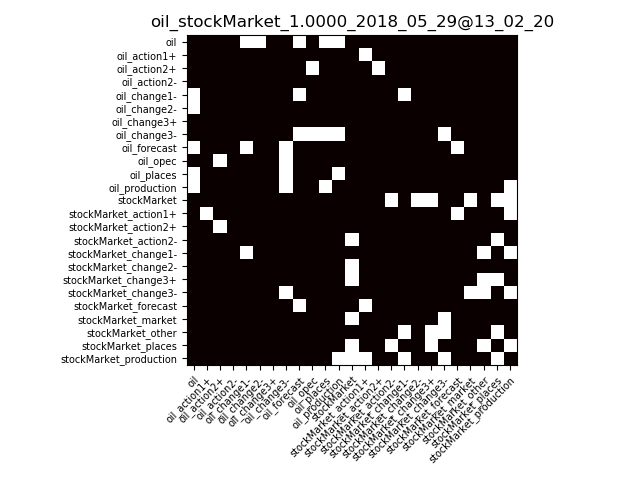 oil_stockMarket_1.0000_2018_05_29@13_02_20
oil
oil_action1+
oil_action2+
oil_action2-
oil_change1-
oil_change2-
oil_change3+
oil_change3-
oil_forecast
oil_opec
oil_places
oil_production
stockMarket
stockMarket_action1+
stockMarket_action2+
stockMarket_action2-
stockMarket_change1-
stockMarket_change2-
stockMarket_change3+
stockMarket_change3-
stockMarket_forecast
stockMarket_market
stockMarket_other
stockMarket_places
stockMarket_production
oil
oil_action1+
oil_action2+
oil_action2-
oil_change1-
oil_change2-
oil_change3+
oil_change3-
oil_forecast
oil_opec
oil_places
oil_production
stockMarket
stockMarket_action1+
stockMarket_action2+
stockMarket_action2-
stockMarket_change1-
stockMarket_change2-
stockMarket_change3+
stockMarket_change3-
stockMarket_forecast
stockMarket_market
stockMarket_other
stockMarket_places
stockMarket_production